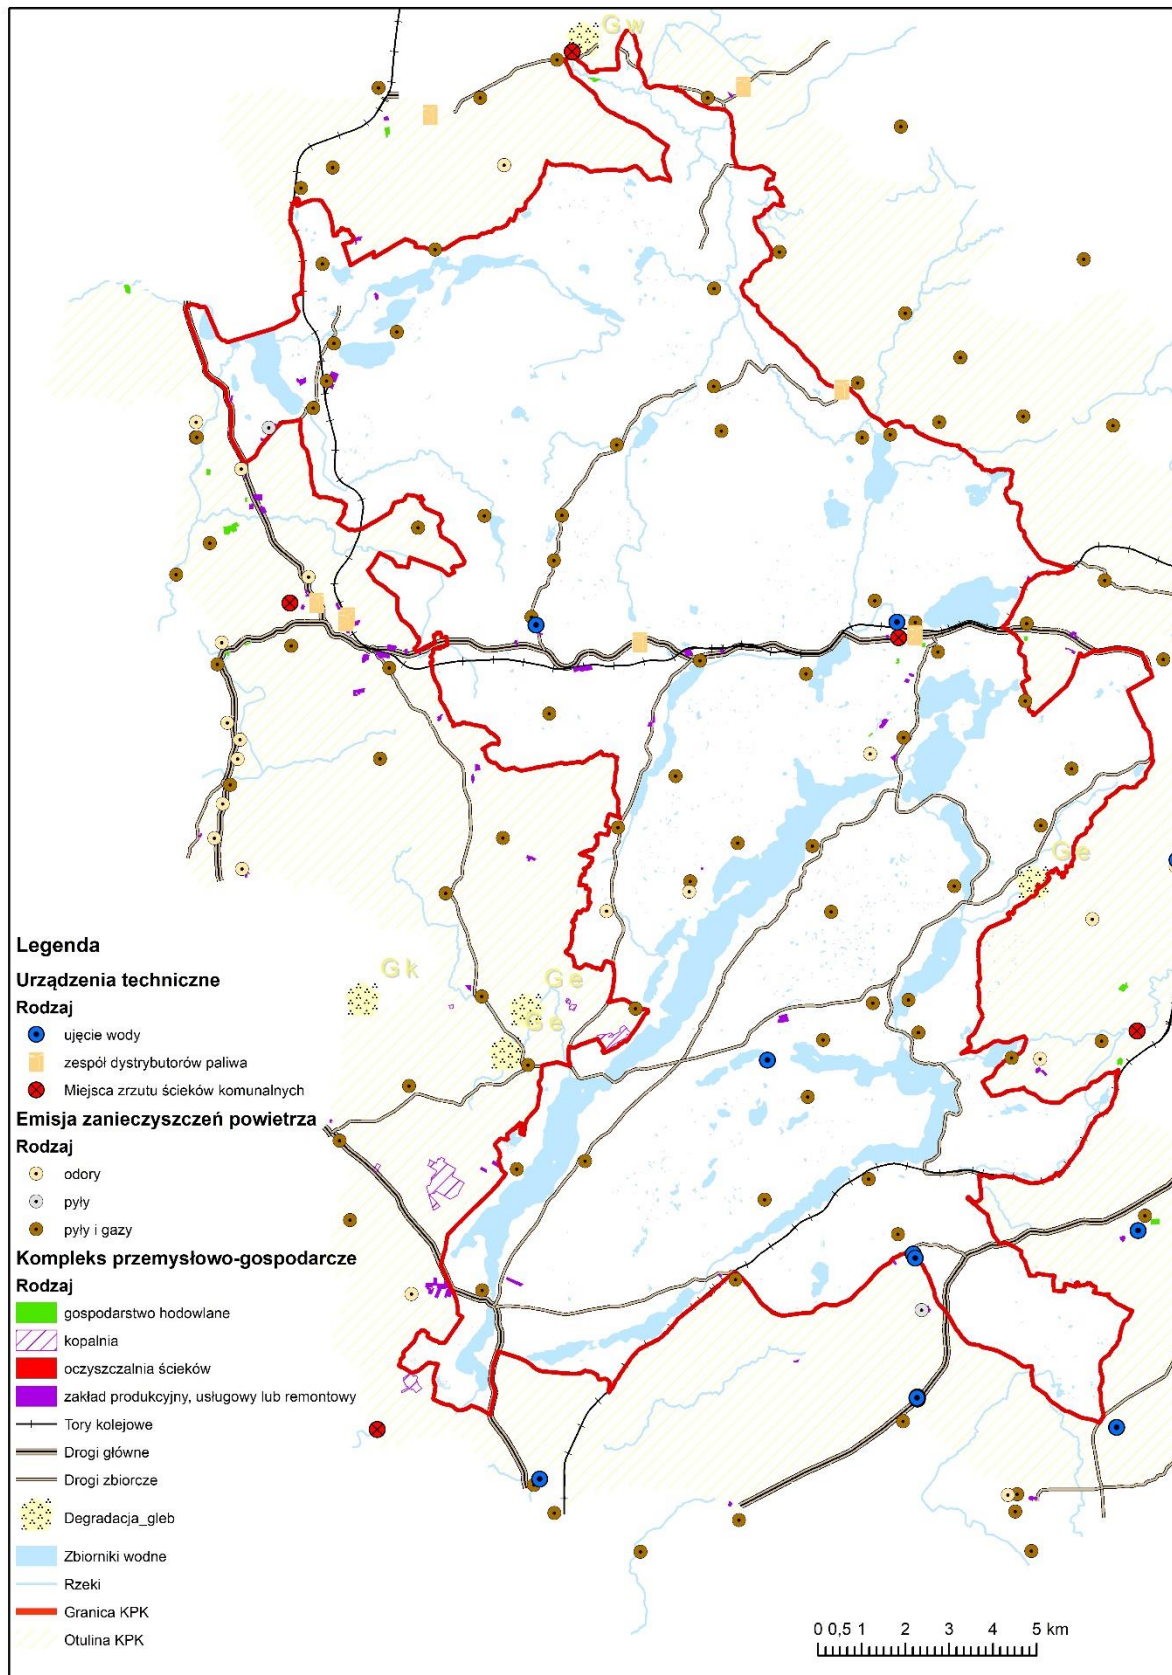 Gw
Ge
Gk
Ge
Ge
Legenda
Urządzenia techniczne
Rodzaj
ujęcie wody
zespół dystrybutorów paliwa
Miejsca zrzutu ścieków komunalnych
Emisja zanieczyszczeń powietrza
Rodzaj
odory
pyły
pyły i gazy
Kompleks przemysłowo-gospodarcze
Rodzaj
gospodarstwo hodowlane
kopalnia
oczyszczalnia ścieków
zakład produkcyjny, usługowy lub remontowy
Tory kolejowe
Drogi główne
Drogi zbiorcze
Degradacja_gleb
Zbiorniki wodne
Rzeki
Granica KPK
Otulina KPK
0 0,5 1 2 3 4 5 km